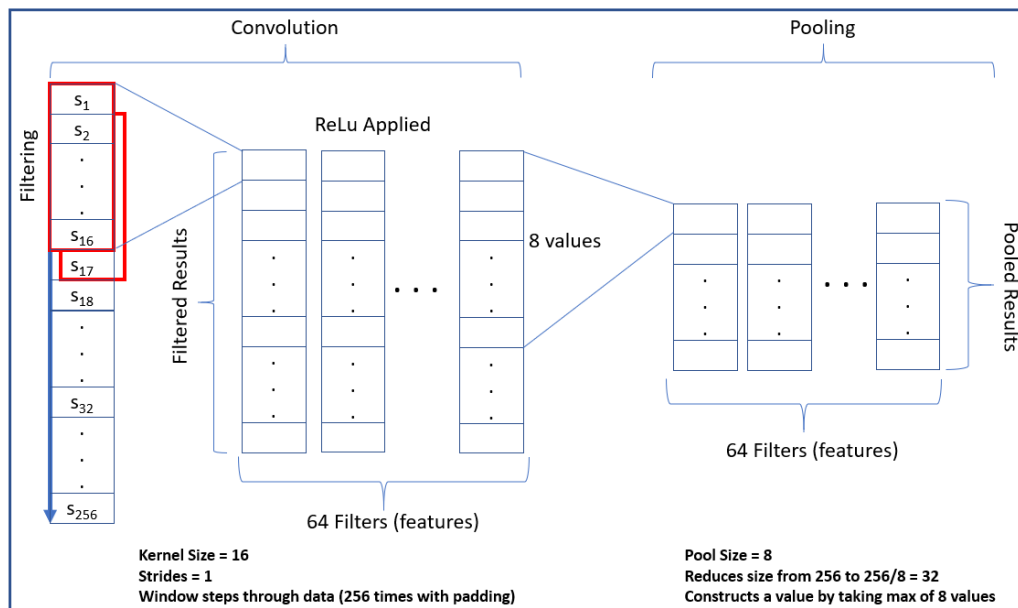 Convolution
Pooling
Filtering
s1
s2
.
.
.
s16
s17
s18
.
.
.
s32
.
.
.
s256
ReLu Applied
Filtered Results
. . .
. . .
. . .
. . .
. . .
. . .
. . .
8 values
64 Filters (features)
. . .
. . .
. . .
. . .
Pooled Results
64 Filters (features)
Kernel Size = 16
Strides = 1
Window steps through data (256 times with padding)
Pool Size = 8
Reduces size from 256 to 256/8 = 32
Constructs a value by taking max of 8 values